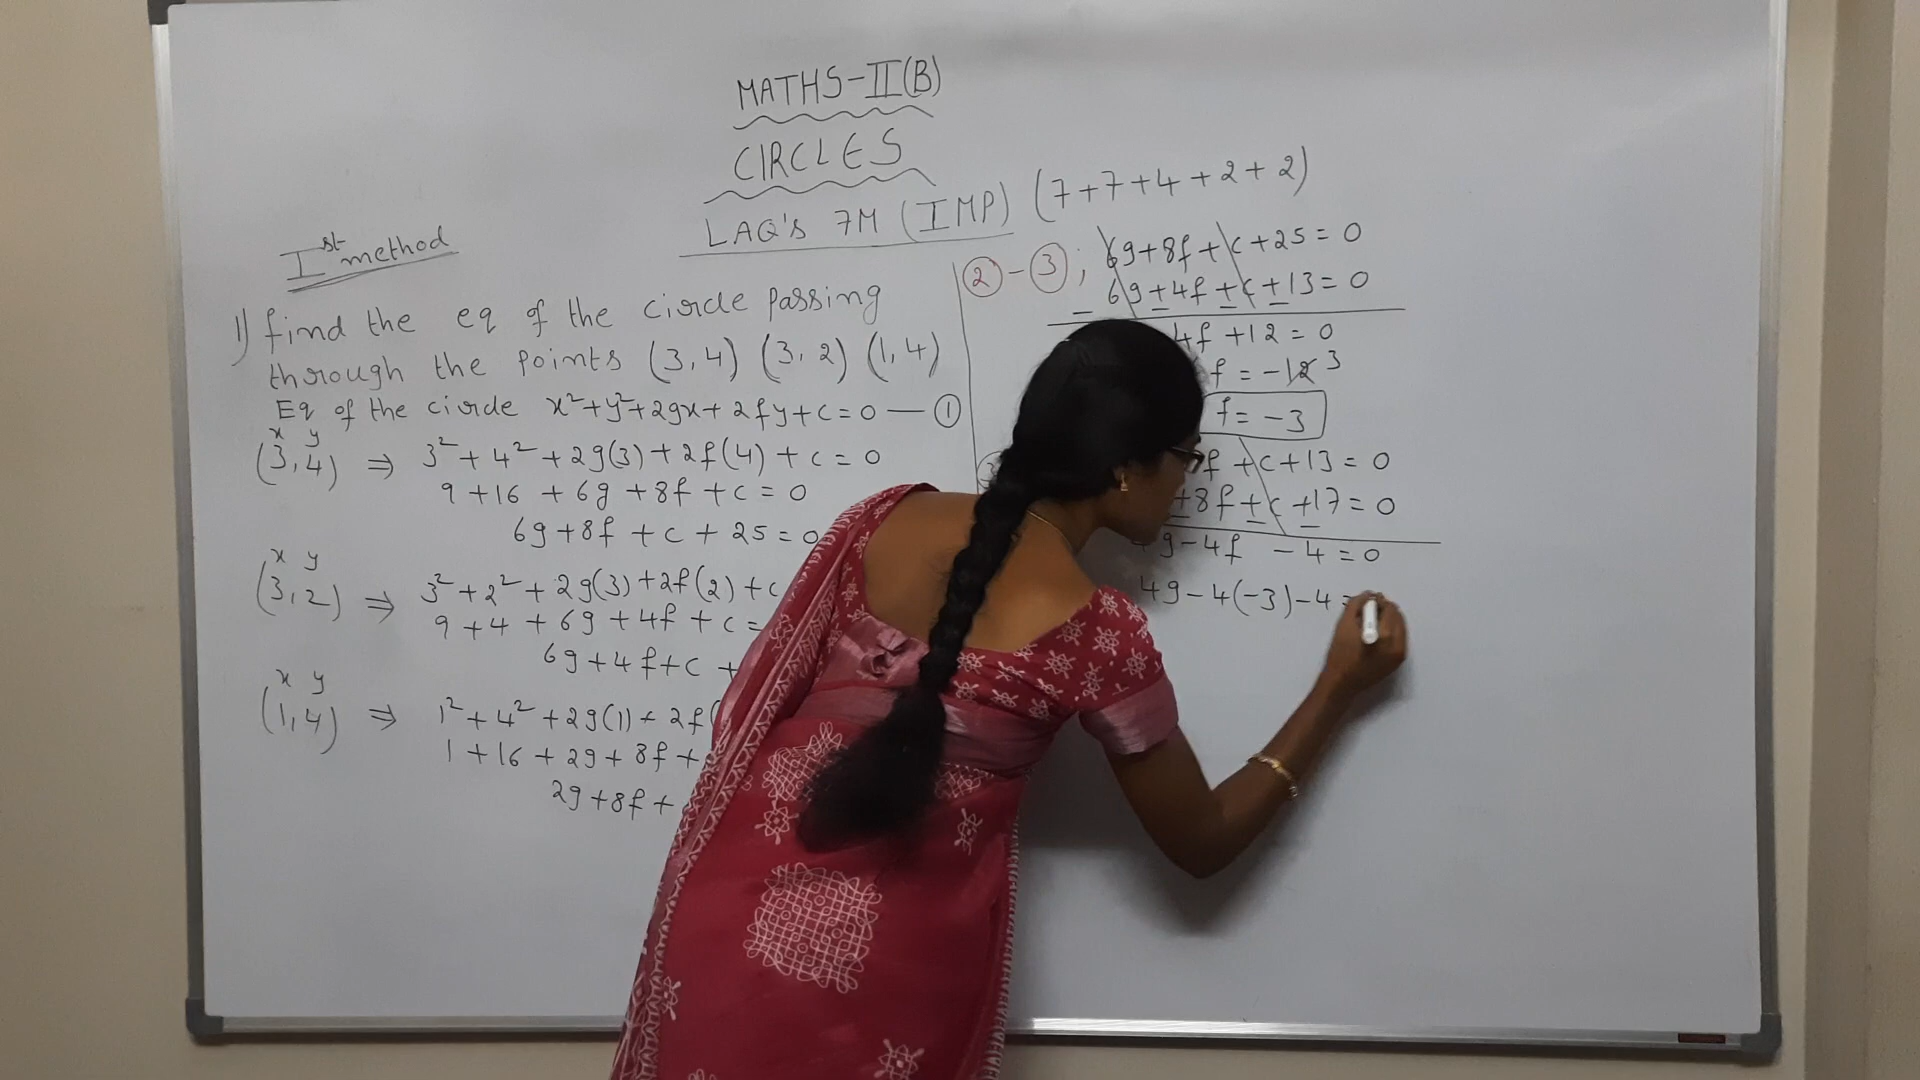 MATHS-II(B)
CIRCLES
LAQ's 7M (IMP) (7+7+4+2+2)
Ist method
1) find the eq of the circle passing
through the points (3,4) (3,2) (1,4)
Eq of the circle x²+y²+2gx+2fy+c=0 — ①
x y
(3,4) ⇒ 3²+4²+2g(3)+2f(4)+c=0
9+16+6g+8f+c=0
6g+8f+c+25=0
x y
(3,2) ⇒ 3²+2²+2g(3)+2f(2)+c
9+4+6g+4f+c=
6g+4f+c+
x y
(1,4) ⇒ 1²+4²+2g(1)+2f(
1+16+2g+8f+
2g+8f+
②-③; 6g+8f+c+25=0
6g+4f+c+13=0
4f+12=0
f=-12 3
f=-3
f+c+13=0
+8f+c+17=0
4g-4f -4=0
4g-4(-3)-4=